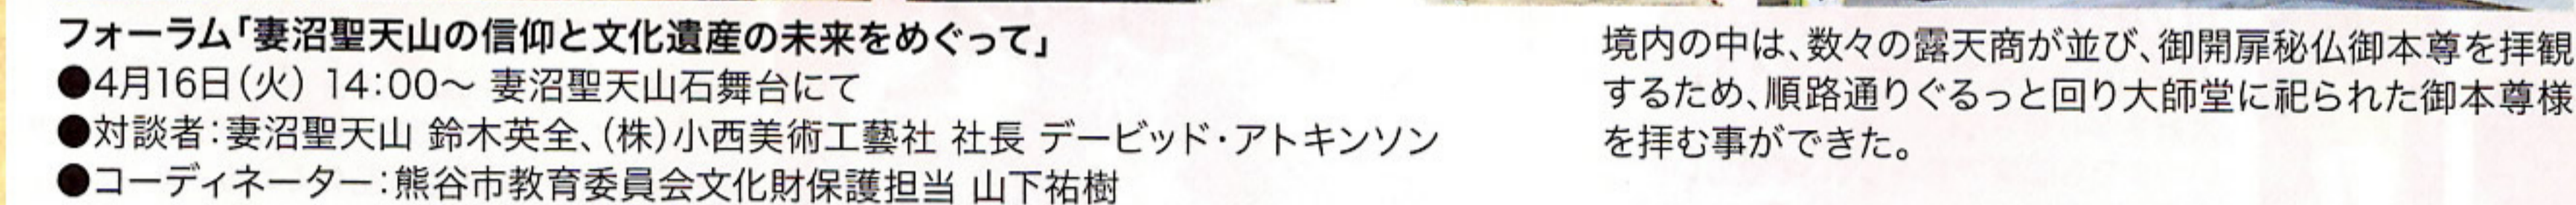 フォーラム「妻沼聖天山の信仰と文化遺産の未来をめぐって」
●4月16日(火) 14:00〜 妻沼聖天山石舞台にて
●対談者:妻沼聖天山 鈴木英全、(株)小西美術工藝社 社長 デービッド・アトキンソン
●コーディネーター:熊谷市教育委員会文化財保護担当 山下祐樹
境内の中は、数々の露天商が並び、御開扉秘仏御本尊を拝観
するため、順路通りぐるっと回り大師堂に祀られた御本尊様
を拝む事ができた。